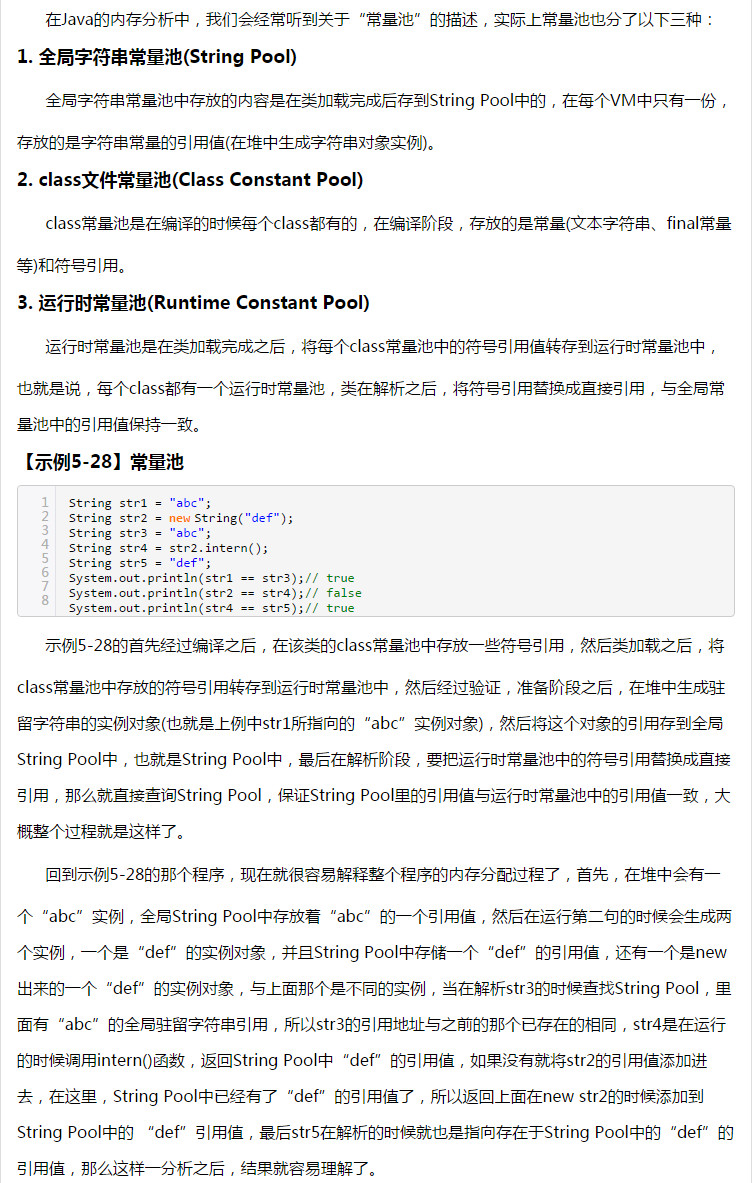 在Java的内存分析中，我们会经常听到关于“常量池”的描述，实际上常量池也分了以下三种：
1. 全局字符串常量池(String Pool)
全局字符串常量池中存放的内容是在类加载完成后存到String Pool中的，在每个VM中只有一份，
存放的是字符串常量的引用值(在堆中生成字符串对象实例)。
2. class文件常量池(Class Constant Pool)
class常量池是在编译的时候每个class都有的，在编译阶段，存放的是常量(文本字符串、final常量
等)和符号引用。
3. 运行时常量池(Runtime Constant Pool)
运行时常量池是在类加载完成之后，将每个class常量池中的符号引用值转存到运行时常量池中，
也就是说，每个class都有一个运行时常量池，类在解析之后，将符号引用替换成直接引用，与全局常
量池中的引用值保持一致。
【示例5-28】常量池
1 String str1 = "abc";
2 String str2 = new String("def");
3 String str3 = "abc";
4 String str4 = str2.intern();
5 String str5 = "def";
6 System.out.println(str1 == str3);// true
7 System.out.println(str2 == str4);// false
8 System.out.println(str4 == str5);// true
示例5-28的首先经过编译之后，在该类的class常量池中存放一些符号引用，然后类加载之后，将
class常量池中存放的符号引用转存到运行时常量池中，然后经过验证，准备阶段之后，在堆中生成驻
留字符串的实例对象(也就是上例中str1所指向的“abc”实例对象)，然后将这个对象的引用存到全局
String Pool中，也就是String Pool中，最后在解析阶段，要把运行时常量池中的符号引用替换成直接
引用，那么就直接查询String Pool，保证String Pool里的引用值与运行时常量池中的引用值一致，大
概整个过程就是这样了。
回到示例5-28的那个程序，现在就很容易解释整个程序的内存分配过程了，首先，在堆中会有一
个“abc”实例，全局String Pool中存放着“abc”的一个引用值，然后在运行第二句的时候会生成两
个实例，一个是“def”的实例对象，并且String Pool中存储一个“def”的引用值，还有一个是new
出来的一个“def”的实例对象，与上面那个是不同的实例，当在解析str3的时候查找String Pool，里
面有“abc”的全局驻留字符串引用，所以str3的引用地址与之前的那个已存在的相同，str4是在运行
的时候调用intern()函数，返回String Pool中“def”的引用值，如果没有就将str2的引用值添加进
去，在这里，String Pool中已经有了“def”的引用值了，所以返回上面在new str2的时候添加到
String Pool中的 “def”引用值，最后str5在解析的时候就也是指向存在于String Pool中的“def”的
引用值，那么这样一分析之后，结果就容易理解了。